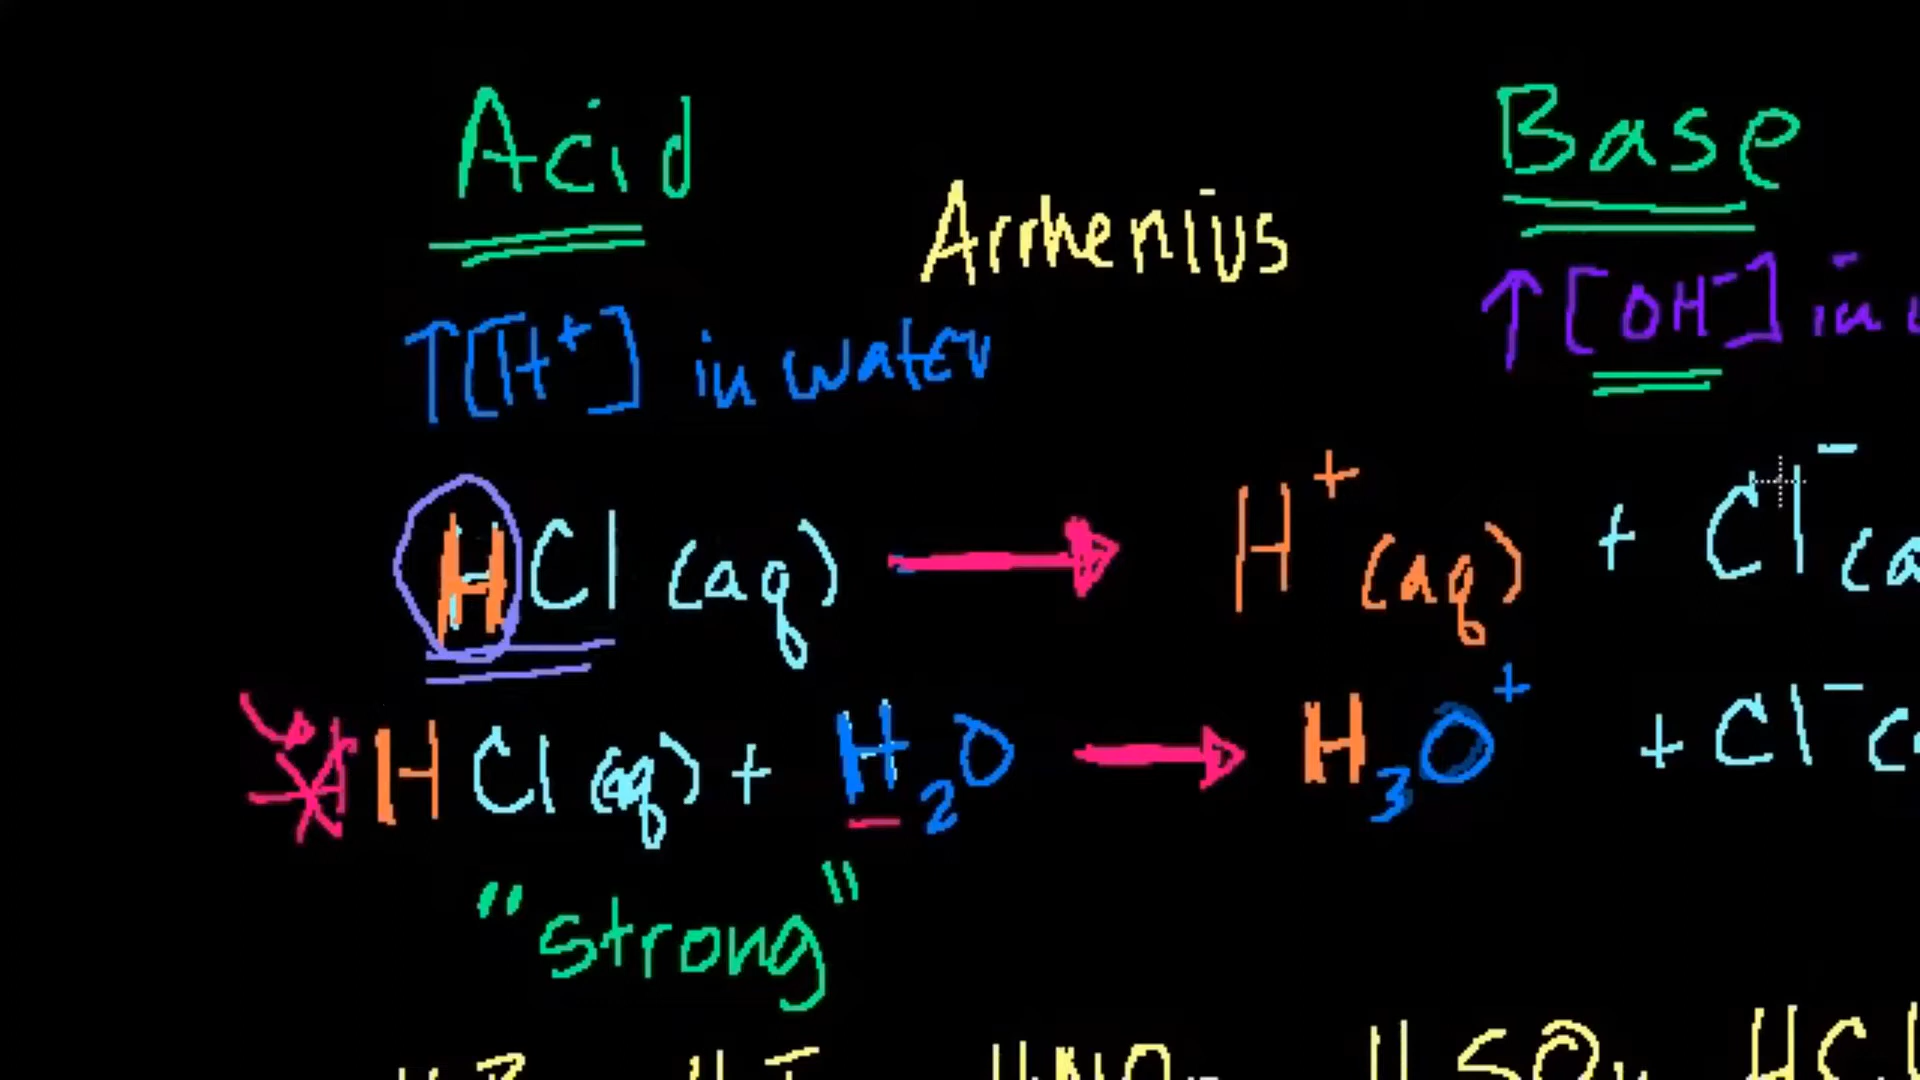 Acid Base
Arrhenius
↑[H⁺] in water ↑[OH⁻] in
HCl (aq) → H⁺(aq) + Cl⁻
HCl(aq) + H₂O → H₃O⁺ + Cl⁻
"strong"